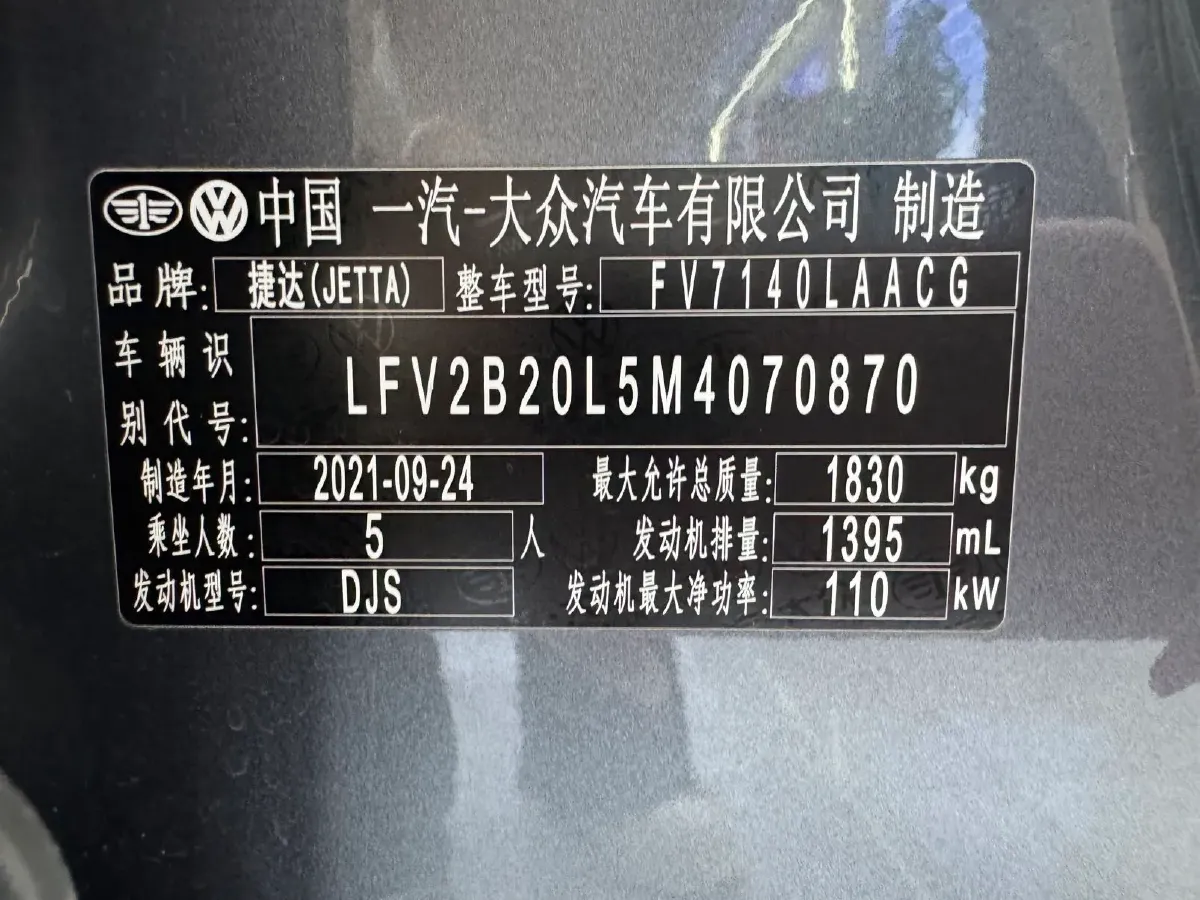 中国 一汽-大众汽车有限公司 制造
品牌: 捷达(JETTA) 整车型号: FV7140LAACG
车辆识别代号: LFV2B20L5M4070870
制造年月: 2021-09-24 最大允许总质量: 1830 kg
乘坐人数: 5 人 发动机排量: 1395 mL
发动机型号: DJS 发动机最大净功率: 110 kW